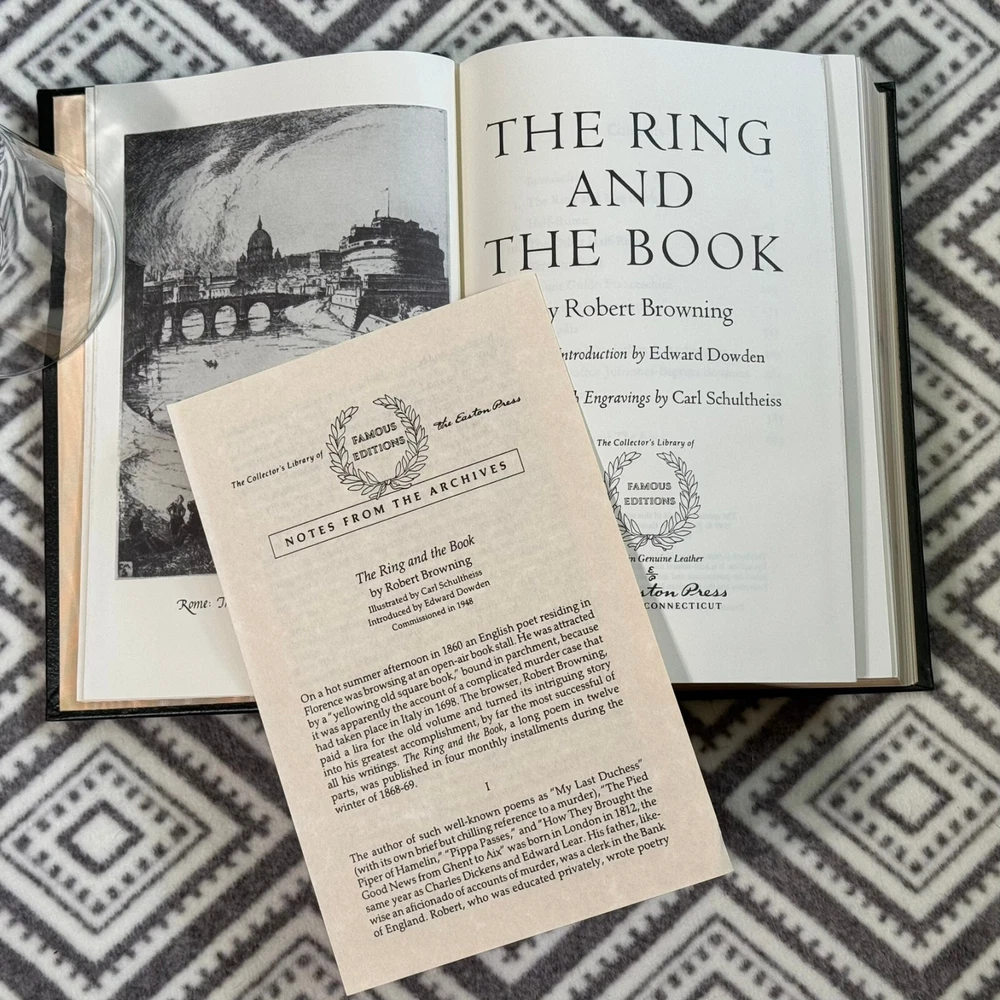 THE RING
AND
THE BOOK
y Robert Browning
ntroduction by Edward Dowden
h Engravings by Carl Schultheiss
The Collector's Library of
FAMOUS
EDITIONS
n Genuine Leather
ston Press
CONNECTICUT
Rome:
The Collector's Library of
FAMOUS
EDITIONS
the Easton Press
NOTES FROM THE ARCHIVES
The Ring and the Book
by Robert Browning
Illustrated by Carl Schultheiss
Introduced by Edward Dowden
Commissioned in 1948
On a hot summer afternoon in 1860 an English poet residing in
Florence was browsing at an open-air book stall. He was attracted
by a "yellowing old square book," bound in parchment, because
it was apparently the account of a complicated murder case that
had taken place in Italy in 1698. The browser, Robert Browning,
paid a lira for the old volume and turned its intriguing story
into his greatest accomplishment, by far the most successful of
all his writings. The Ring and the Book, a long poem in twelve
parts, was published in four monthly installments during the
winter of 1868-69.
I
The author of such well-known poems as "My Last Duchess"
(with its own brief but chilling reference to a murder), "The Pied
Piper of Hamelin," "Pippa Passes," and "How They Brought the
Good News from Ghent to Aix" was born in London in 1812, the
same year as Charles Dickens and Edward Lear. His father, like-
wise an aficionado of accounts of murder, was a clerk in the Bank
of England. Robert, who was educated privately, wrote poetry